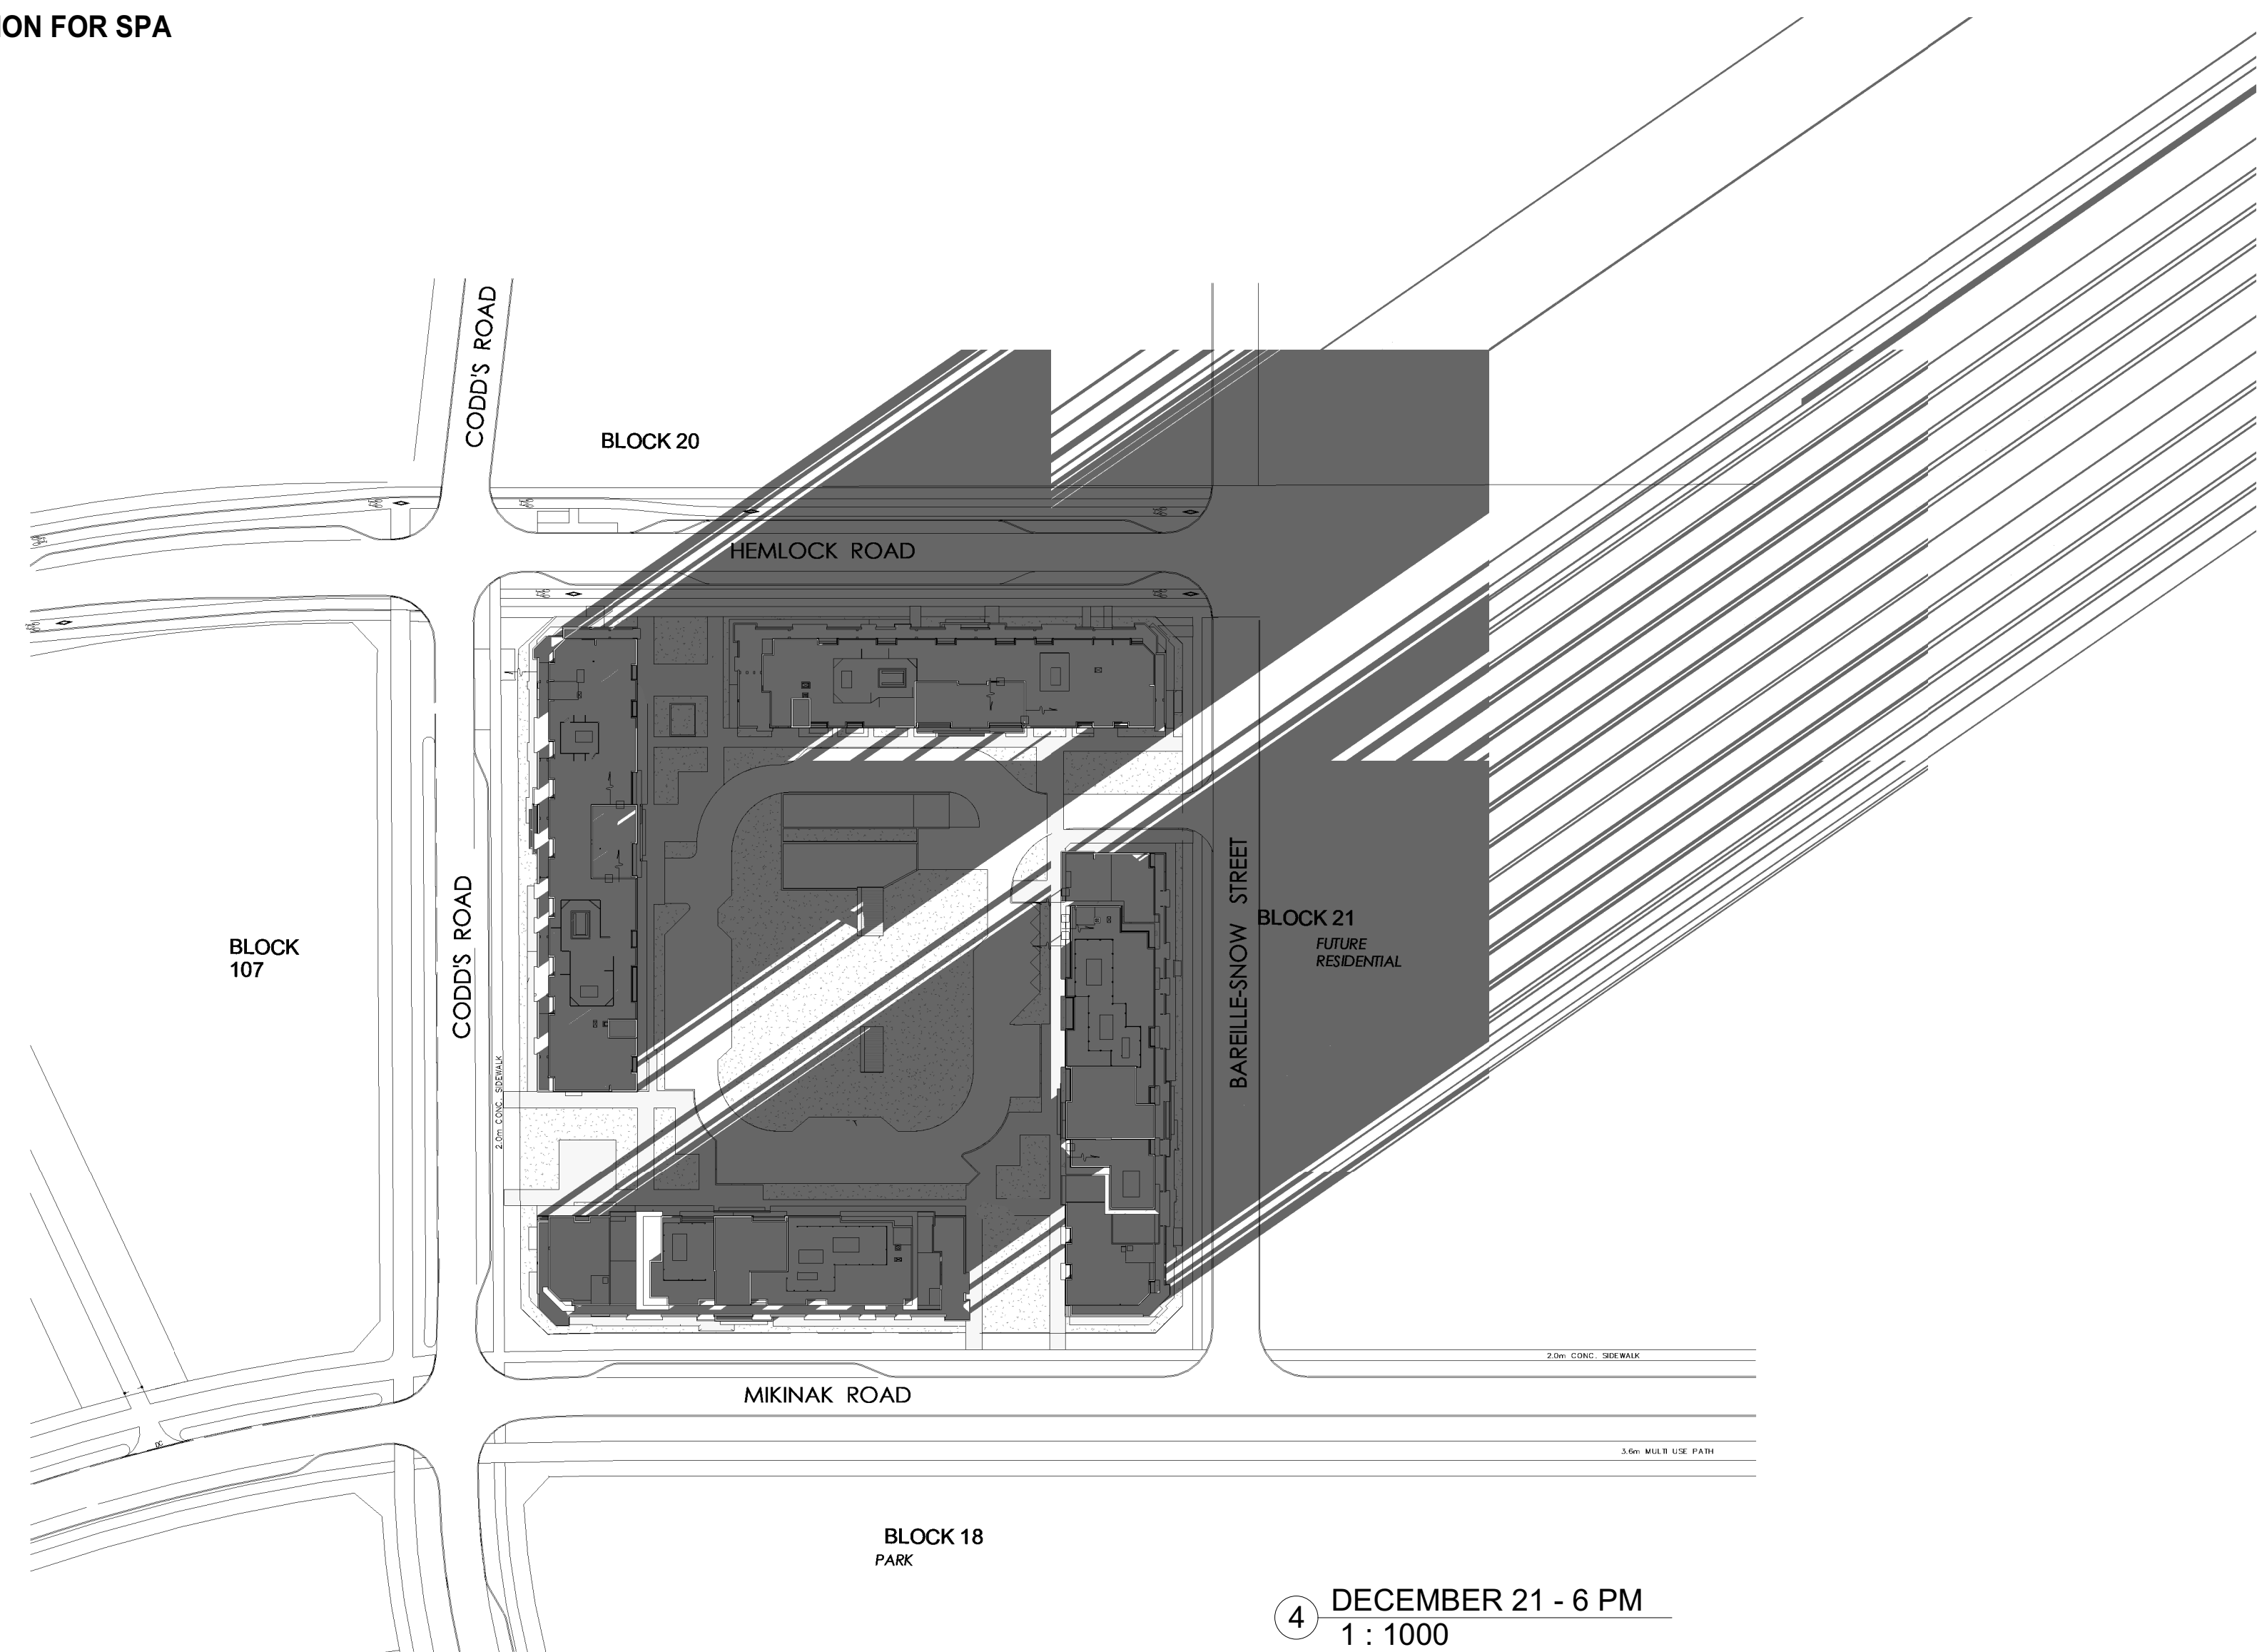 ION FOR SPA
CODD'S ROAD
BLOCK 20
HEMLOCK ROAD
BLOCK
107
CODD'S ROAD
2.0m CONC. SIDEWALK
BAREILLE-SNOW STREET
BLOCK 21
FUTURE
RESIDENTIAL
2.0m CONC. SIDEWALK
MIKINAK ROAD
DC
3.6m MULTI USE PATH
BLOCK 18
PARK
4
DECEMBER 21 - 6 PM
1 : 1000